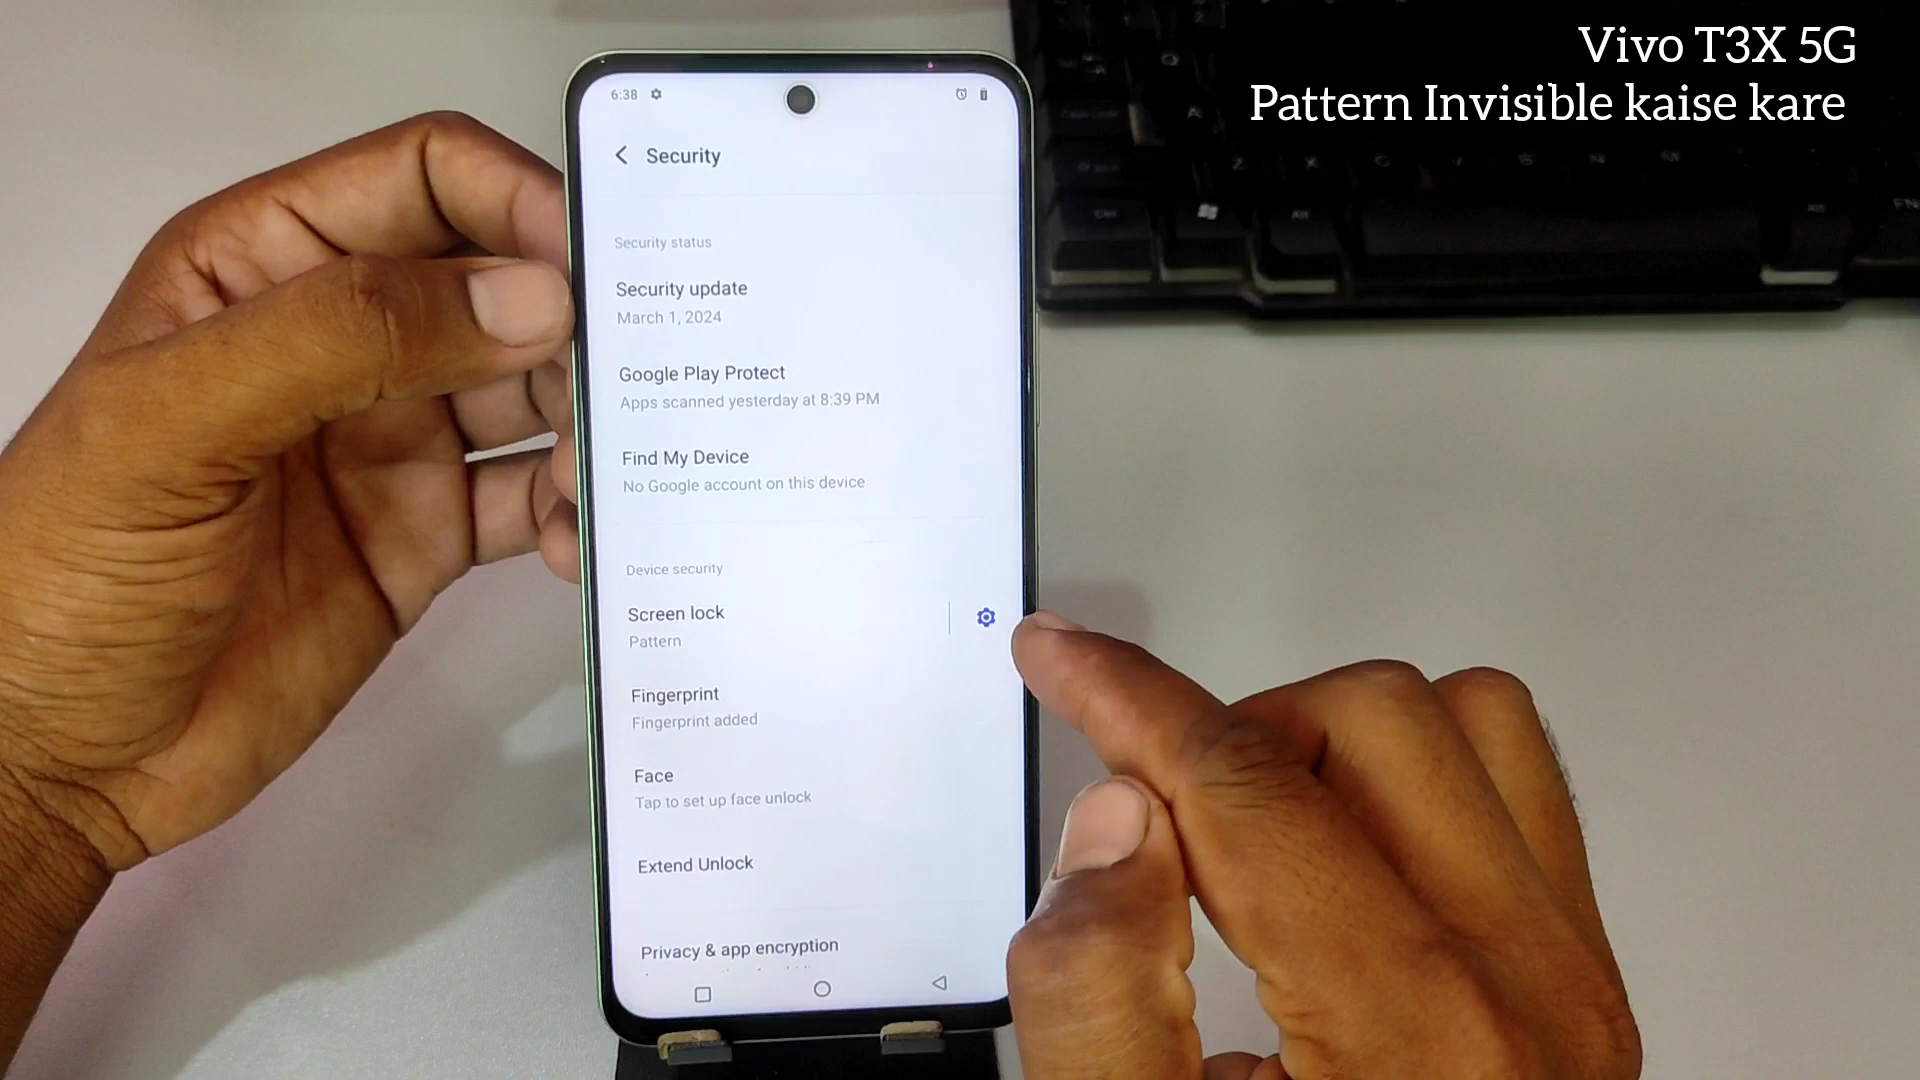 Vivo T3X 5G
Pattern Invisible kaise kare
6:38
Security
Security status
Security update
March 1, 2024
Google Play Protect
Apps scanned yesterday at 8:39 PM
Find My Device
No Google account on this device
Device security
Screen lock
Pattern
Fingerprint
Fingerprint added
Face
Tap to set up face unlock
Extend Unlock
Privacy & app encryption